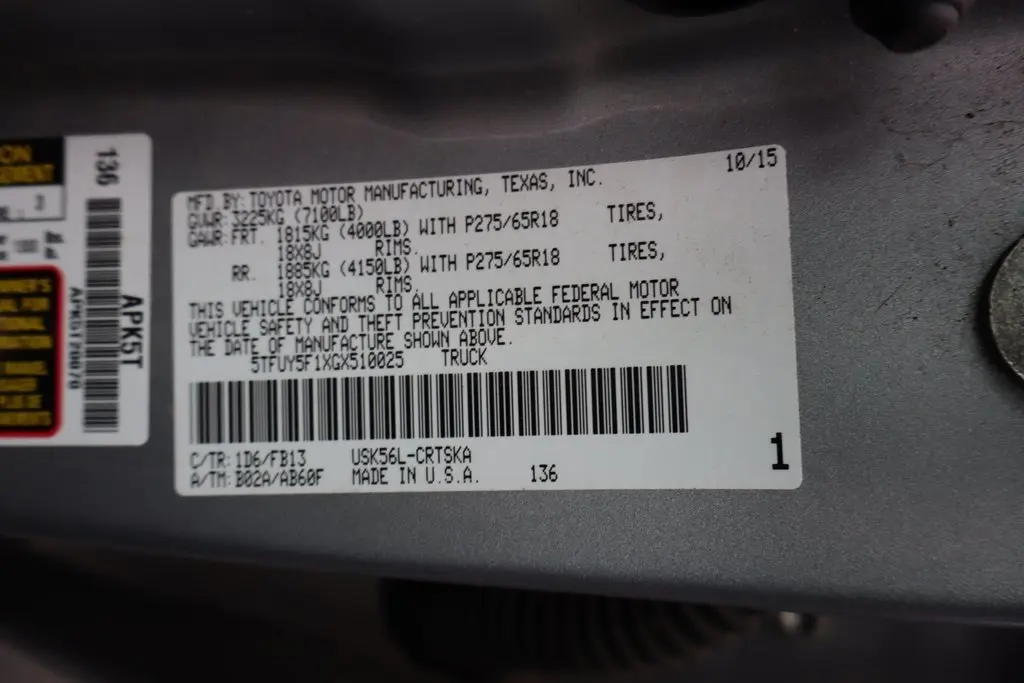 10/15
MFD.BY:TOYOTA MOTOR MANUFACTURING, TEXAS, INC.
GVWR:3225KG (7100LB)
GAWR:FRT. 1815KG (4000LB) WITH P275/65R18 TIRES,
18X8J RIMS.
RR. 1885KG (4150LB) WITH P275/65R18 TIRES,
18X8J RIMS.
THIS VEHICLE CONFORMS TO ALL APPLICABLE FEDERAL MOTOR
VEHICLE SAFETY AND THEFT PREVENTION STANDARDS IN EFFECT ON
THE DATE OF MANUFACTURE SHOWN ABOVE.
5TFUY5F1XGX510025 TRUCK
C/TR:1D6/FB13 USK56L-CRTSKA
A/TM:B02A/AB60F MADE IN U.S.A. 136
1
136
APK5T